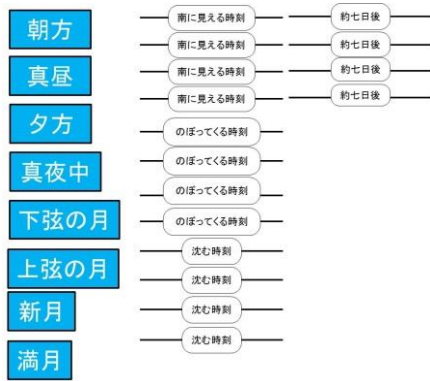 朝方
真昼
夕方
真夜中
下弦の月
上弦の月
新月
満月
南に見える時刻
南に見える時刻
南に見える時刻
南に見える時刻
のぼってくる時刻
のぼってくる時刻
のぼってくる時刻
のぼってくる時刻
沈む時刻
沈む時刻
沈む時刻
沈む時刻
約七日後
約七日後
約七日後
約七日後